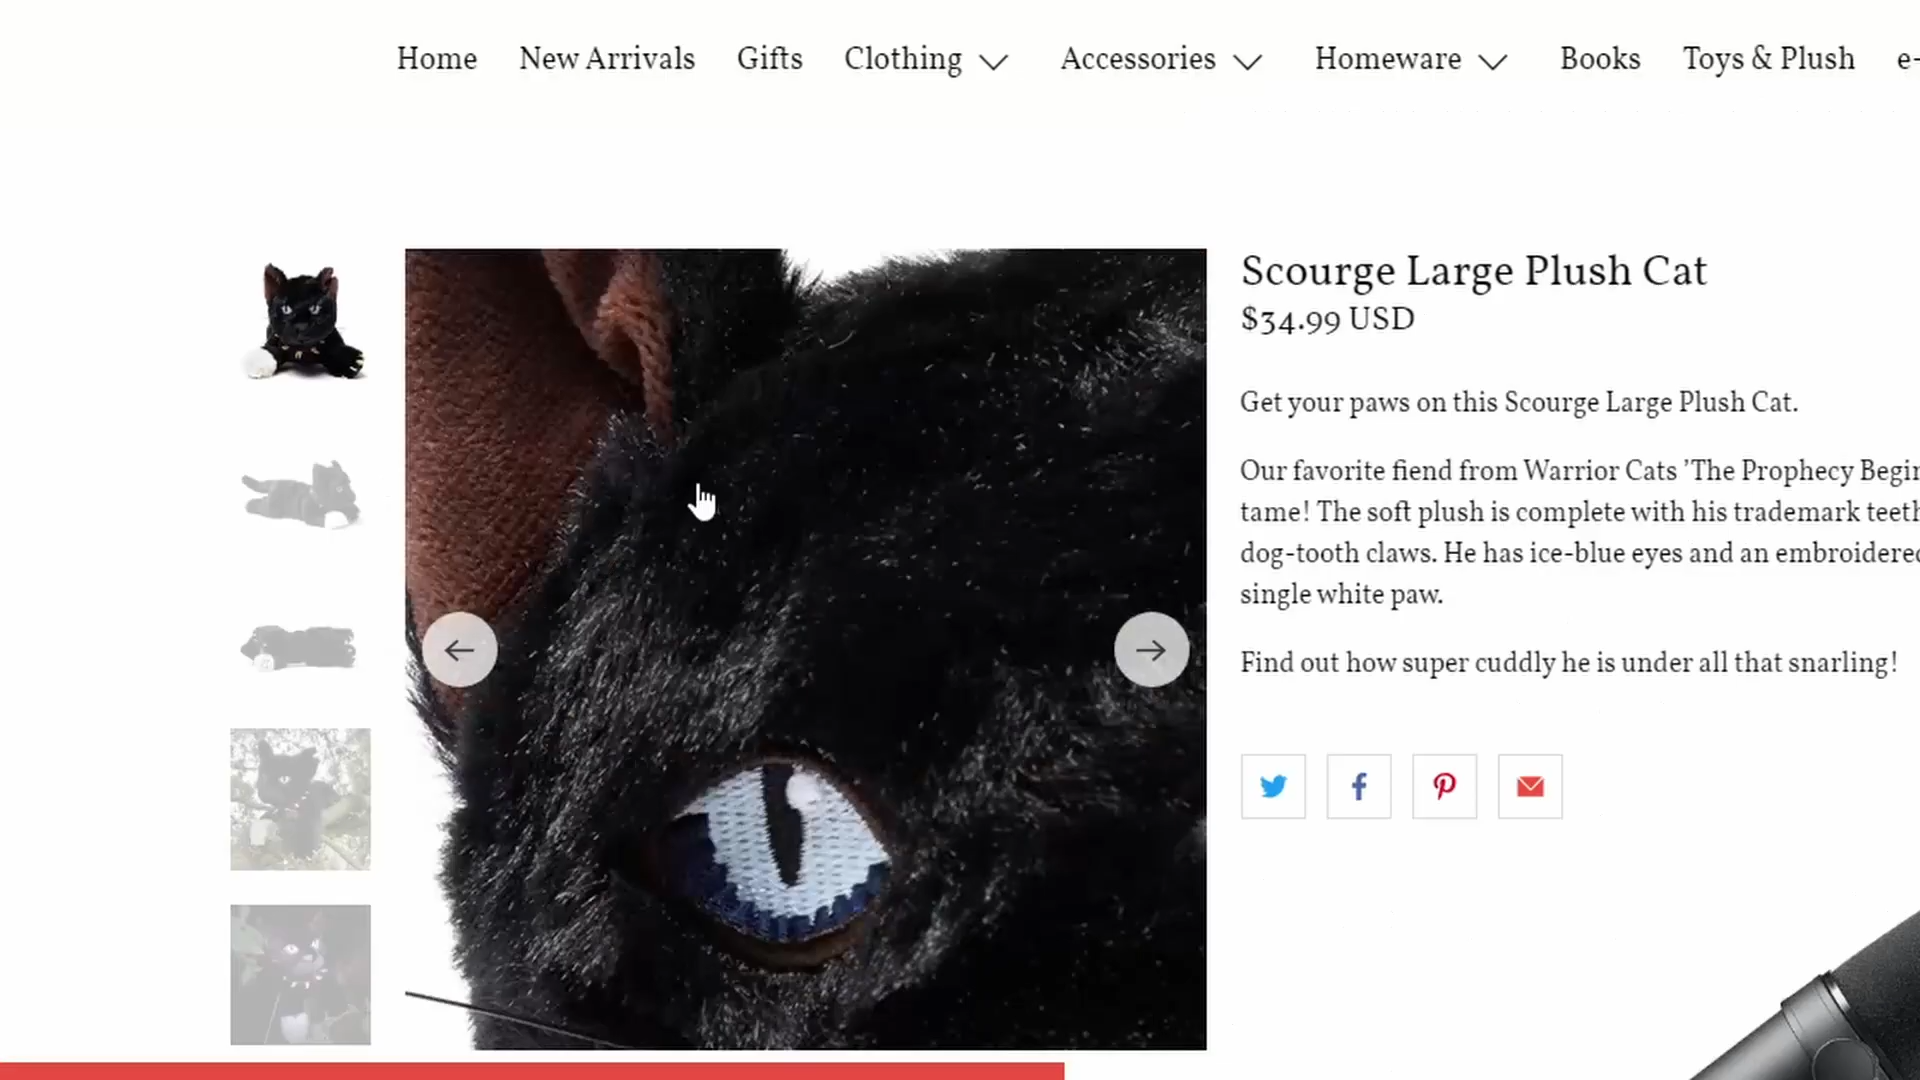 Home New Arrivals Gifts Clothing Accessories Homeware Books Toys & Plush e-
Scourge Large Plush Cat
$34.99 USD
Get your paws on this Scourge Large Plush Cat.
Our favorite fiend from Warrior Cats 'The Prophecy Begin
tame! The soft plush is complete with his trademark teeth
dog-tooth claws. He has ice-blue eyes and an embroidered
single white paw.
Find out how super cuddly he is under all that snarling!